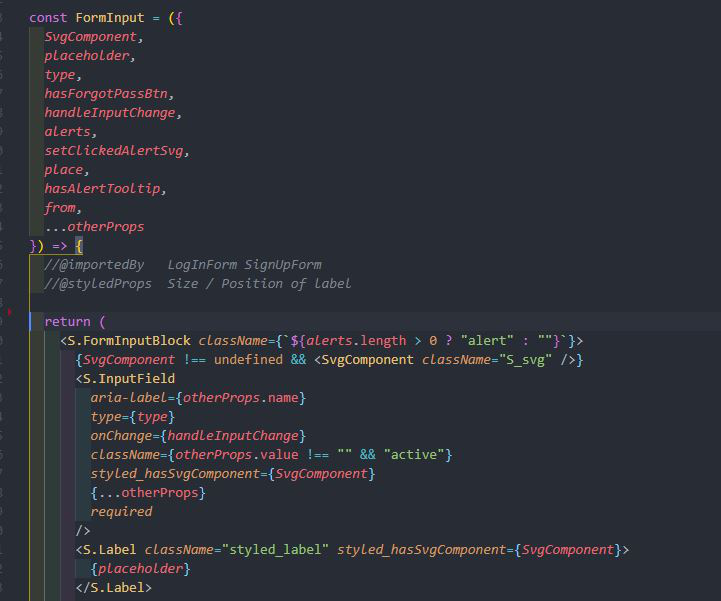 const FormInput = ({
SvgComponent,
placeholder,
type,
hasForgotPassBtn,
handleInputChange,
alerts,
setClickedAlertSvg,
place,
hasAlertTooltip,
from,
...otherProps
}) => {
//@importedBy   LogInForm SignUpForm
//@styledProps  Size / Position of label
return (
<S.FormInputBlock className={`${alerts.length > 0 ? "alert" : ""}`}>
{SvgComponent !== undefined && <SvgComponent className="S_svg" />}
<S.InputField
aria-label={otherProps.name}
type={type}
onChange={handleInputChange}
className={otherProps.value !== "" && "active"}
styled_hasSvgComponent={SvgComponent}
{...otherProps}
required
/>
<S.Label className="styled_label" styled_hasSvgComponent={SvgComponent}>
{placeholder}
</S.Label>